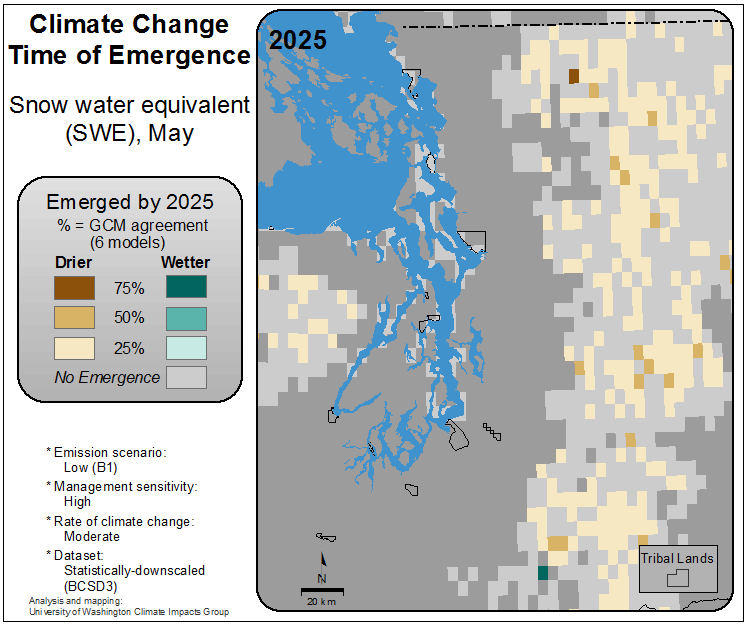 Climate Change
Time of Emergence
Snow water equivalent
(SWE), May
Emerged by 2025
% = GCM agreement
(6 models)
Drier
Wetter
75%
50%
25%
No Emergence
* Emission scenario:
Low (B1)
* Management sensitivity:
High
* Rate of climate change:
Moderate
* Dataset:
Statistically-downscaled
(BCSD3)
Analysis and mapping:
University of Washington Climate Impacts Group
2025
N
20 km
Tribal Lands